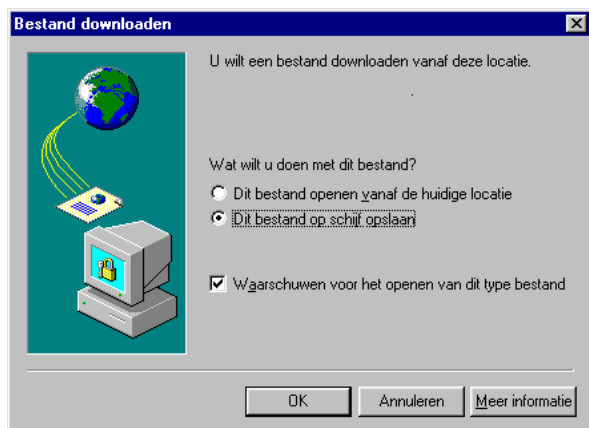 Bestand downloaden
U wilt een bestand downloaden vanaf deze locatie.
.
Wat wilt u doen met dit bestand?
Dit bestand openen vanaf de huidige locatie
Dit bestand op schijf opslaan
Waarschuwen voor het openen van dit type bestand
OK
Annuleren
Meer informatie